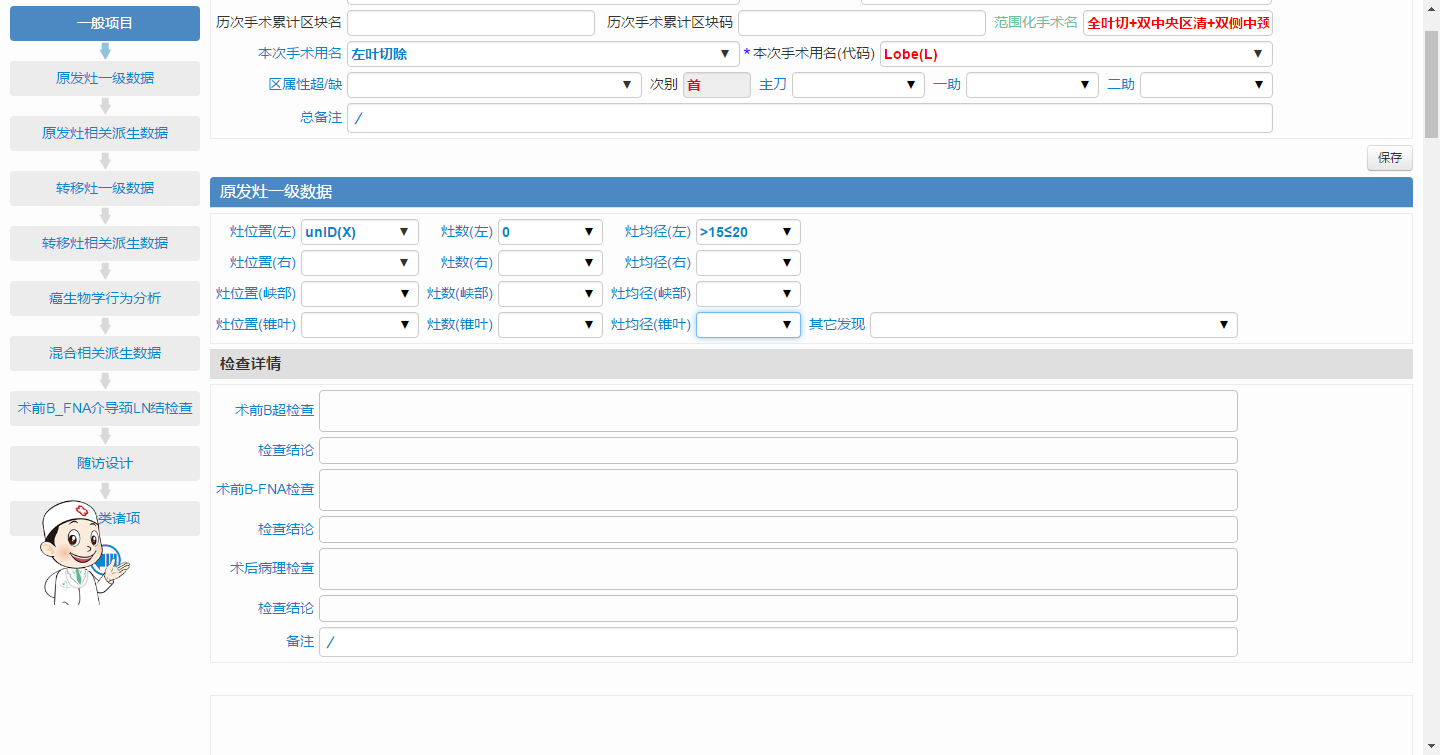 一般项目
原发灶一级数据
原发灶相关派生数据
转移灶一级数据
转移灶相关派生数据
癌生物学行为分析
混合相关派生数据
术前B_FNA介导颈LN结检查
随访设计
类诸项
历次手术累计区块名 历次手术累计区块码 范围化手术名 全叶切+双中央区清+双侧中颈
本次手术用名 左叶切除 *本次手术用名(代码) Lobe(L)
区属性超/缺 次别 首 主刀 一助 二助
总备注 /
保存
原发灶一级数据
灶位置(左) unID(X) 灶数(左) 0 灶均径(左) >15≤20
灶位置(右) 灶数(右) 灶均径(右)
灶位置(峡部) 灶数(峡部) 灶均径(峡部)
灶位置(锥叶) 灶数(锥叶) 灶均径(锥叶) 其它发现
检查详情
术前B超检查
检查结论
术前B-FNA检查
检查结论
术后病理检查
检查结论
备注 /